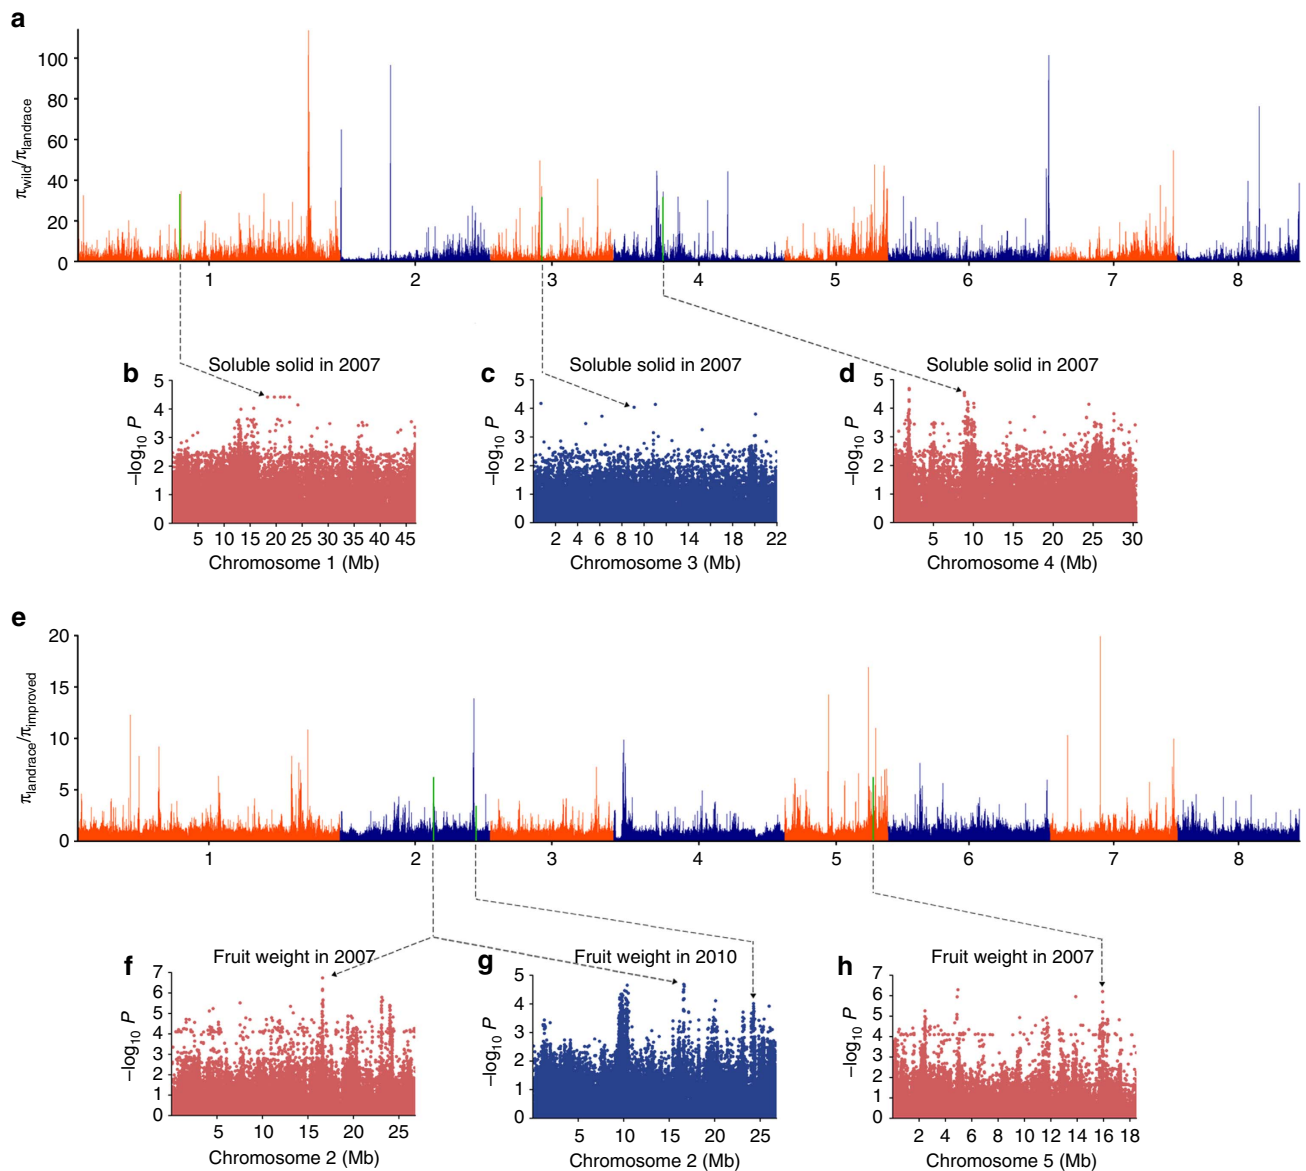 a
π_wild/π_landrace
100
80
60
40
20
0
1 2 3 4 5 6 7 8
b
Soluble solid in 2007
–log10 P
5
4
3
2
1
0
5 10 15 20 25 30 35 40 45
Chromosome 1 (Mb)
c
Soluble solid in 2007
–log10 P
5
4
3
2
1
0
2 4 6 8 10 14 18 22
Chromosome 3 (Mb)
d
Soluble solid in 2007
–log10 P
5
4
3
2
1
0
5 10 15 20 25 30
Chromosome 4 (Mb)
e
π_landrace/π_improved
20
15
10
5
0
1 2 3 4 5 6 7 8
f
Fruit weight in 2007
–log10 P
7
6
5
4
3
2
1
0
5 10 15 20 25
Chromosome 2 (Mb)
g
Fruit weight in 2010
–log10 P
5
4
3
2
1
0
5 10 15 20 25
Chromosome 2 (Mb)
h
Fruit weight in 2007
–log10 P
7
6
5
4
3
2
1
0
2 4 6 8 10 12 14 16 18
Chromosome 5 (Mb)